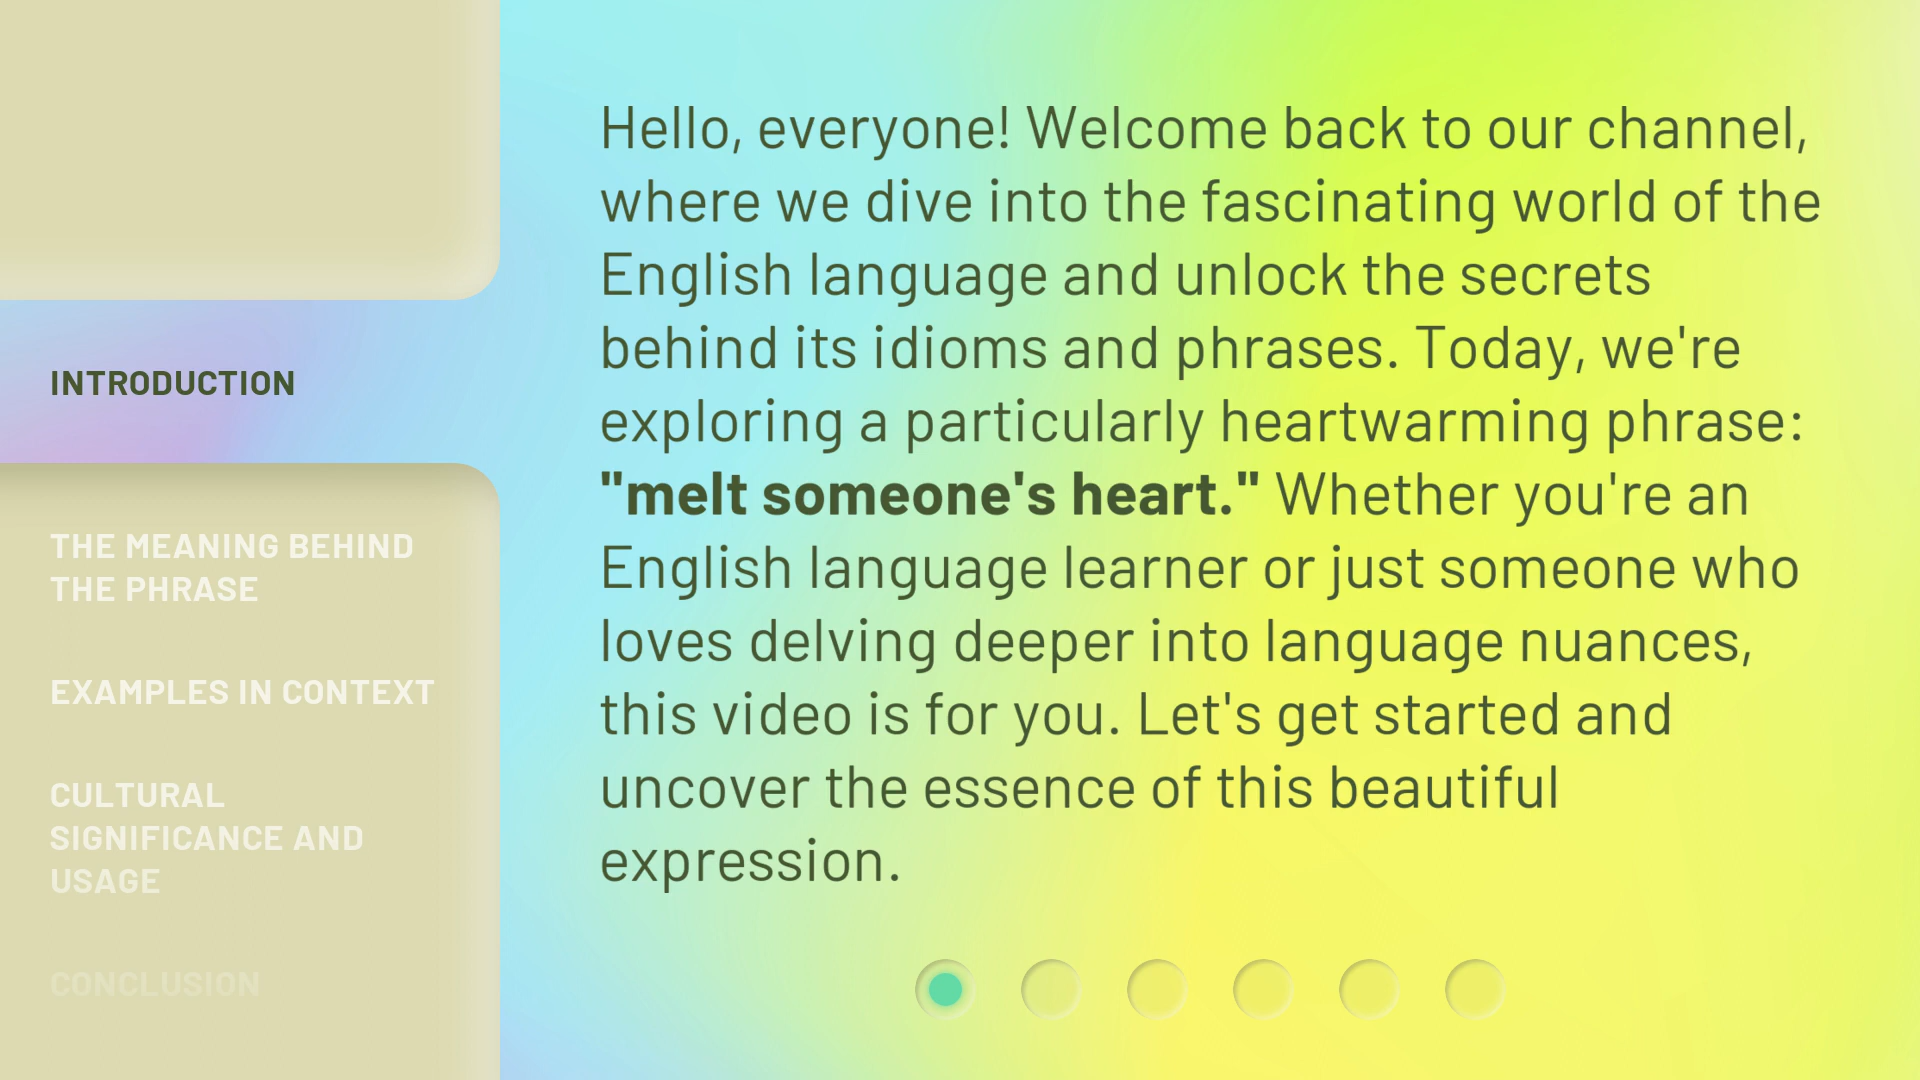 INTRODUCTION
THE MEANING BEHIND
THE PHRASE
EXAMPLES IN CONTEXT
CULTURAL
SIGNIFICANCE AND
USAGE
CONCLUSION
Hello, everyone! Welcome back to our channel,
where we dive into the fascinating world of the
English language and unlock the secrets
behind its idioms and phrases. Today, we're
exploring a particularly heartwarming phrase:
"melt someone's heart." Whether you're an
English language learner or just someone who
loves delving deeper into language nuances,
this video is for you. Let's get started and
uncover the essence of this beautiful
expression.